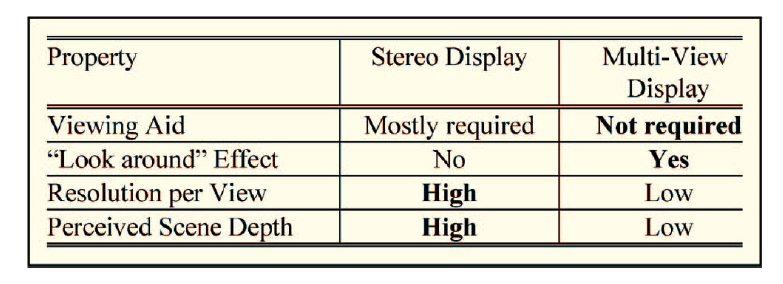 Property Stereo Display Multi-View
Display
Viewing Aid Mostly required Not required
“Look around” Effect No Yes
Resolution per View High Low
Perceived Scene Depth High Low